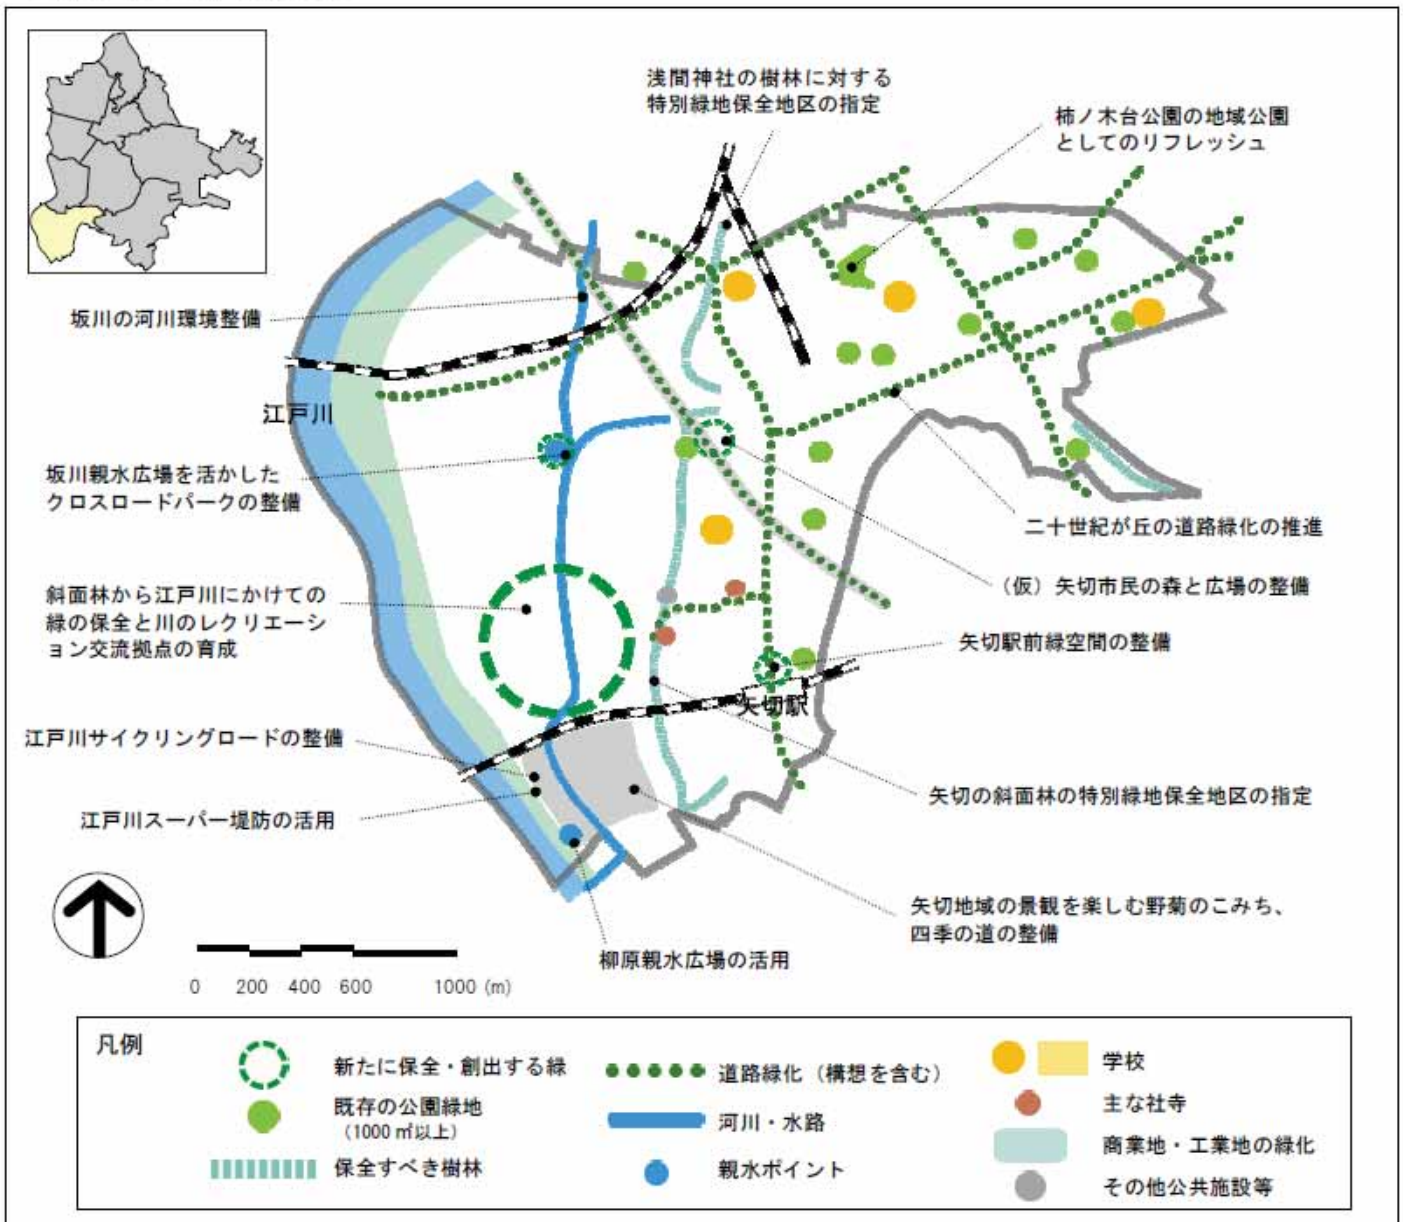 浅間神社の樹林に対する
特別緑地保全地区の指定
柿ノ木台公園の地域公園
としてのリフレッシュ
坂川の河川環境整備
江戸川
坂川親水広場を活かした
クロスロードパークの整備
二十世紀が丘の道路緑化の推進
斜面林から江戸川にかけての
緑の保全と川のレクリエーシ
ョン交流拠点の育成
（仮）矢切市民の森と広場の整備
矢切駅前緑空間の整備
矢切駅
江戸川サイクリングロードの整備
矢切の斜面林の特別緑地保全地区の指定
江戸川スーパー堤防の活用
矢切地域の景観を楽しむ野菊のこみち、
四季の道の整備
柳原親水広場の活用
0 200 400 600 1000 (m)
凡例
新たに保全・創出する緑
既存の公園緑地
（1000 ㎡以上）
保全すべき樹林
道路緑化（構想を含む）
河川・水路
親水ポイント
学校
主な社寺
商業地・工業地の緑化
その他公共施設等